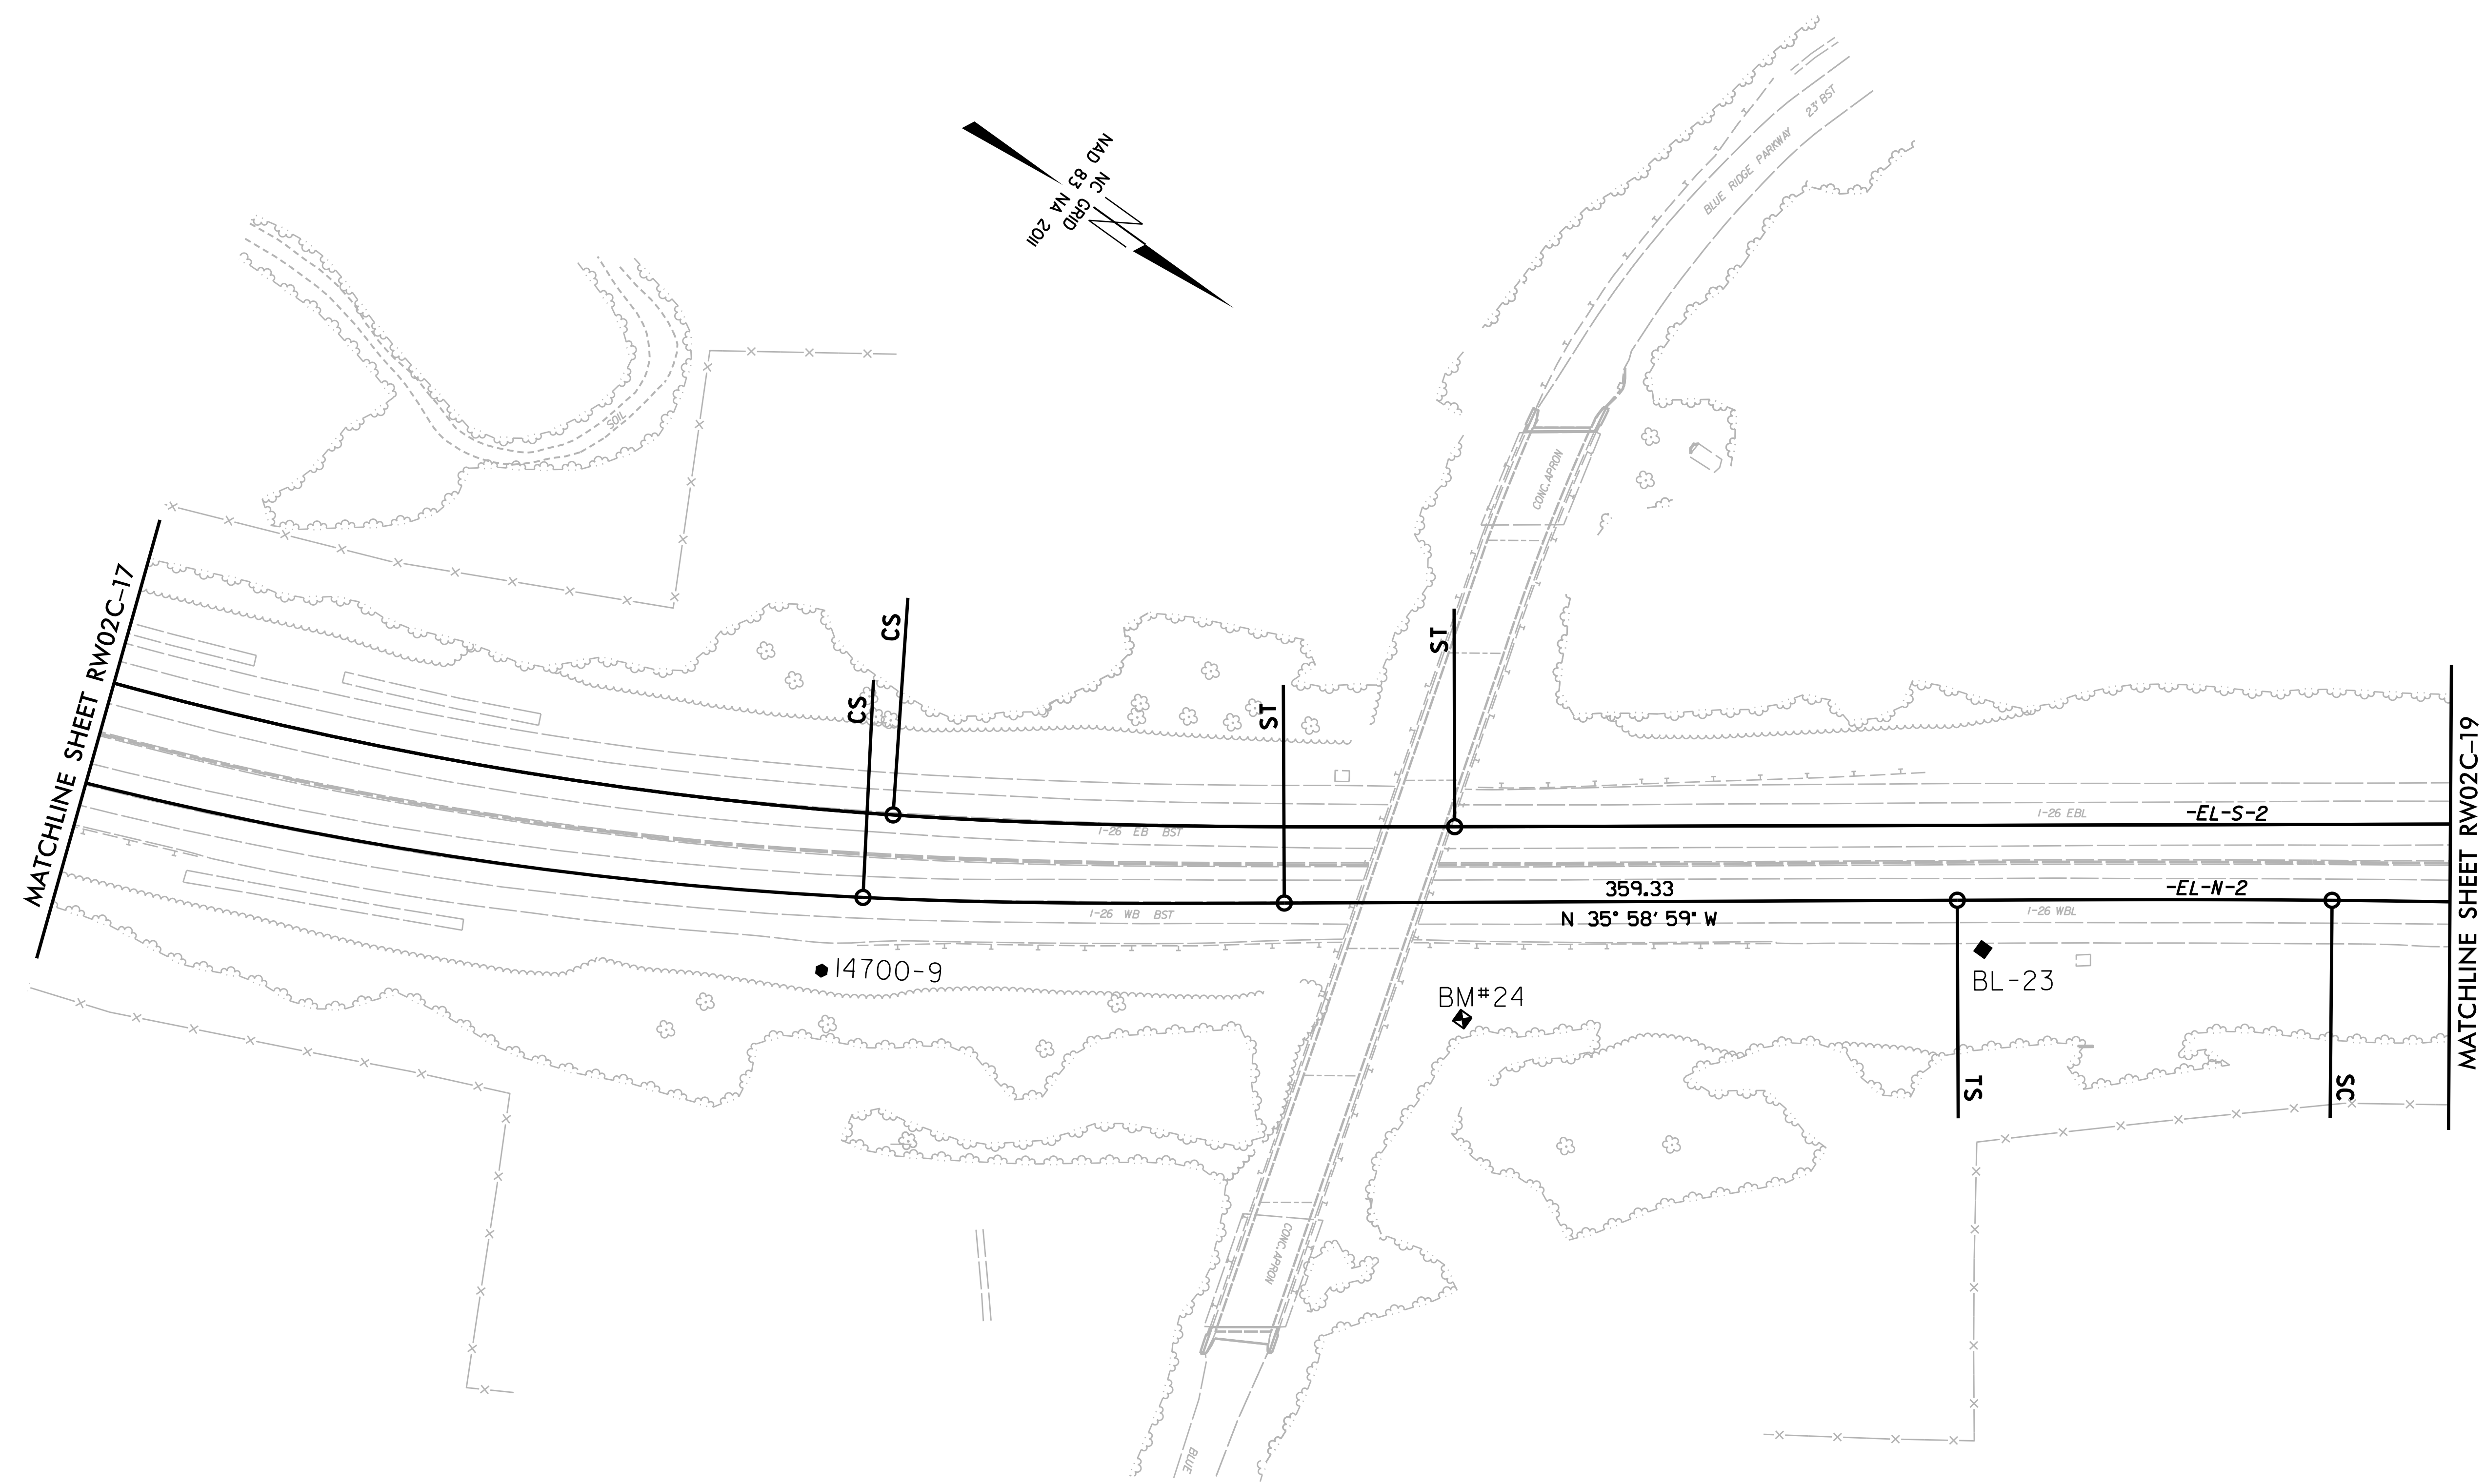 23' BST
BLUE RIDGE PARKWAY
NAD 83 NA 2011
NC GRID
SOIL
CONC. APRON
MATCHLINE SHEET RW02C-17
CS
CS
ST
ST
I-26 EB BST
I-26 EBL
-EL-S-2
MATCHLINE SHEET RW02C-19
359.33
-EL-N-2
I-26 WB BST
N 35° 58' 59" W
I-26 WBL
14700-9
BL-23
BM#24
TS
SC
CONC. APRON
BLUE